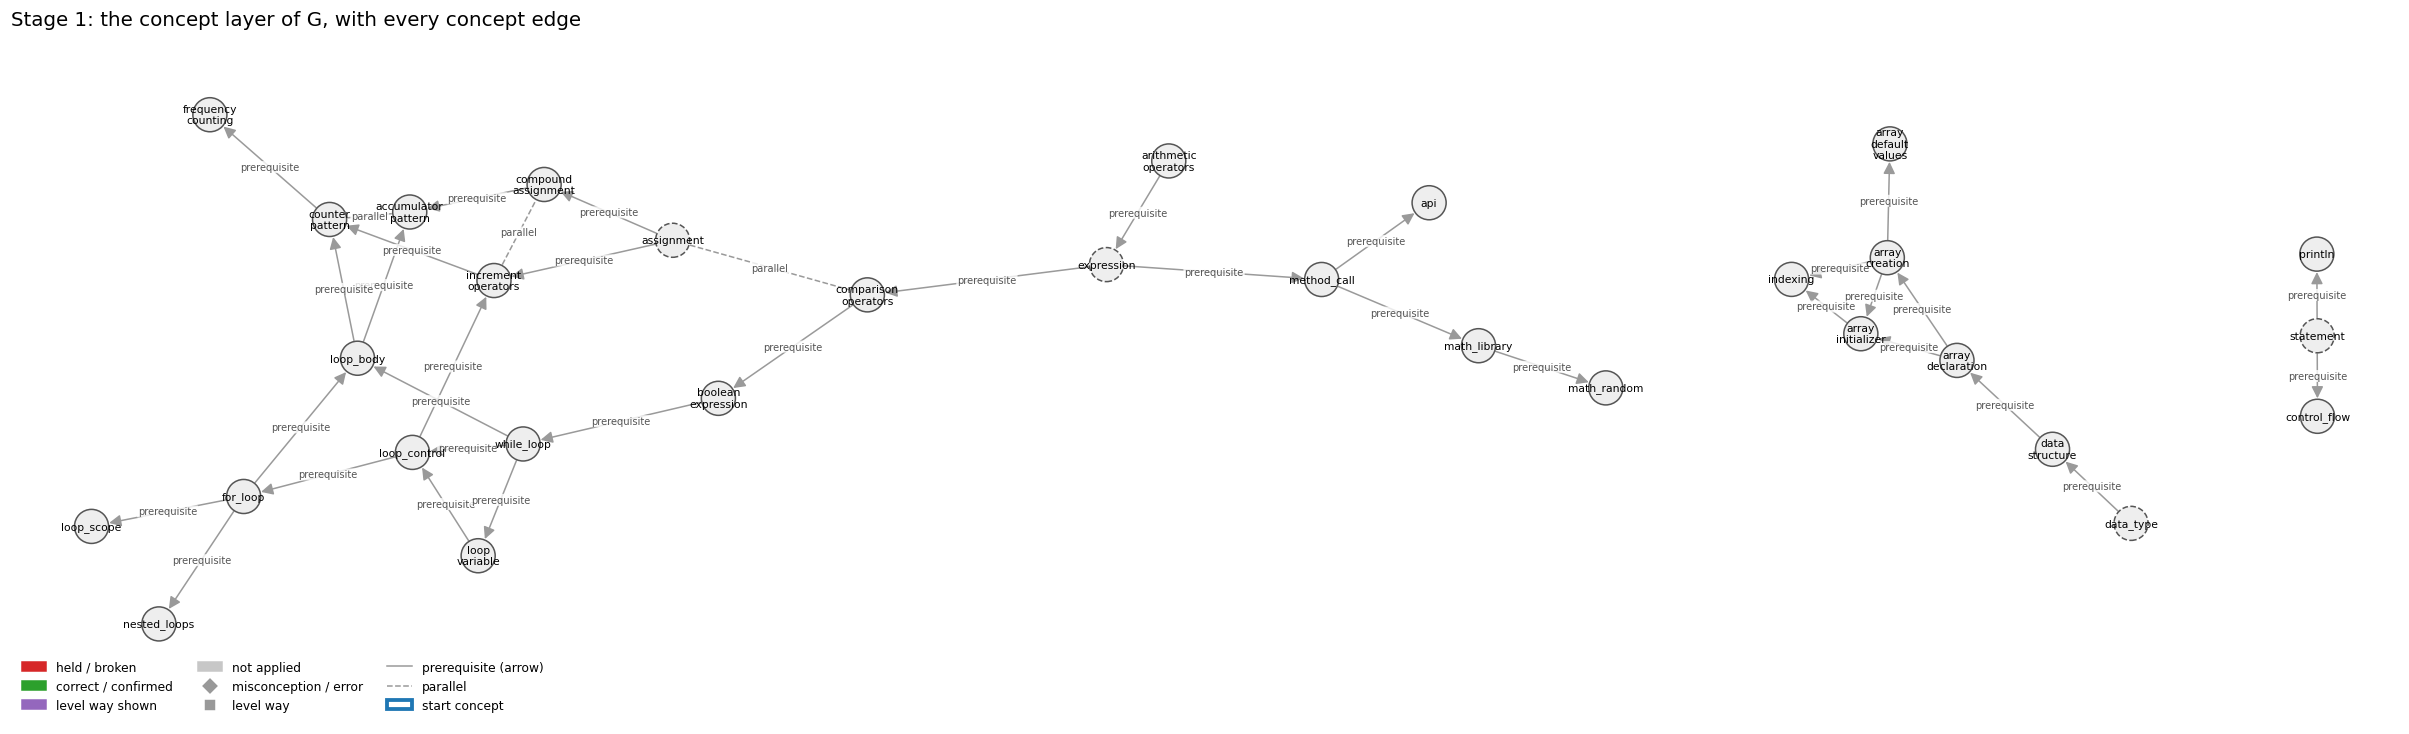 Stage 1: the concept layer of G, with every concept edge
frequency
counting
prerequisite
compound
assignment
accumulator
pattern
counter
pattern
parallel
prerequisite
prerequisite
parallel
assignment
prerequisite
prerequisite
prerequisite
increment
operators
parallel
comparison
operators
prerequisite
prerequisite
loop_body
prerequisite
prerequisite
prerequisite
boolean
expression
prerequisite
prerequisite
loop_control
prerequisite
while_loop
prerequisite
for_loop
prerequisite
loop_scope
prerequisite
prerequisite
loop
variable
prerequisite
nested_loops
arithmetic
operators
prerequisite
expression
prerequisite
prerequisite
method_call
prerequisite
api
prerequisite
math_library
prerequisite
math_random
array
default
values
prerequisite
array
creation
prerequisite
indexing
prerequisite
prerequisite
prerequisite
array
initializer
prerequisite
array
declaration
prerequisite
data
structure
prerequisite
data_type
println
prerequisite
statement
prerequisite
control_flow
held / broken
correct / confirmed
level way shown
not applied
misconception / error
level way
prerequisite (arrow)
parallel
start concept